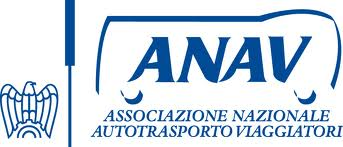 ANAV
ASSOCIAZIONE NAZIONALE
AUTOTRASPORTO VIAGGIATORI